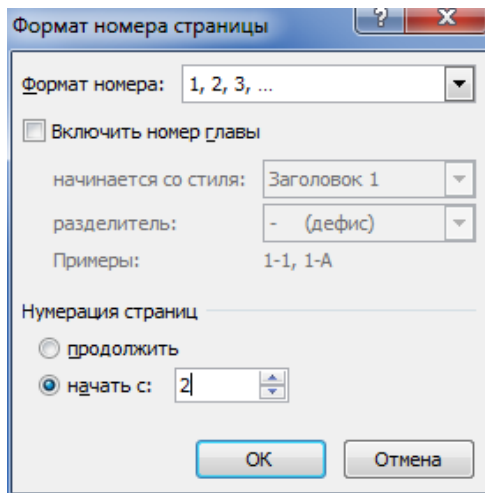 Формат номера страницы ? X
Формат номера: 1, 2, 3, ...
Включить номер главы
начинается со стиля: Заголовок 1
разделитель: - (дефис)
Примеры: 1-1, 1-A
Нумерация страниц
продолжить
начать с: 2
ОК Отмена